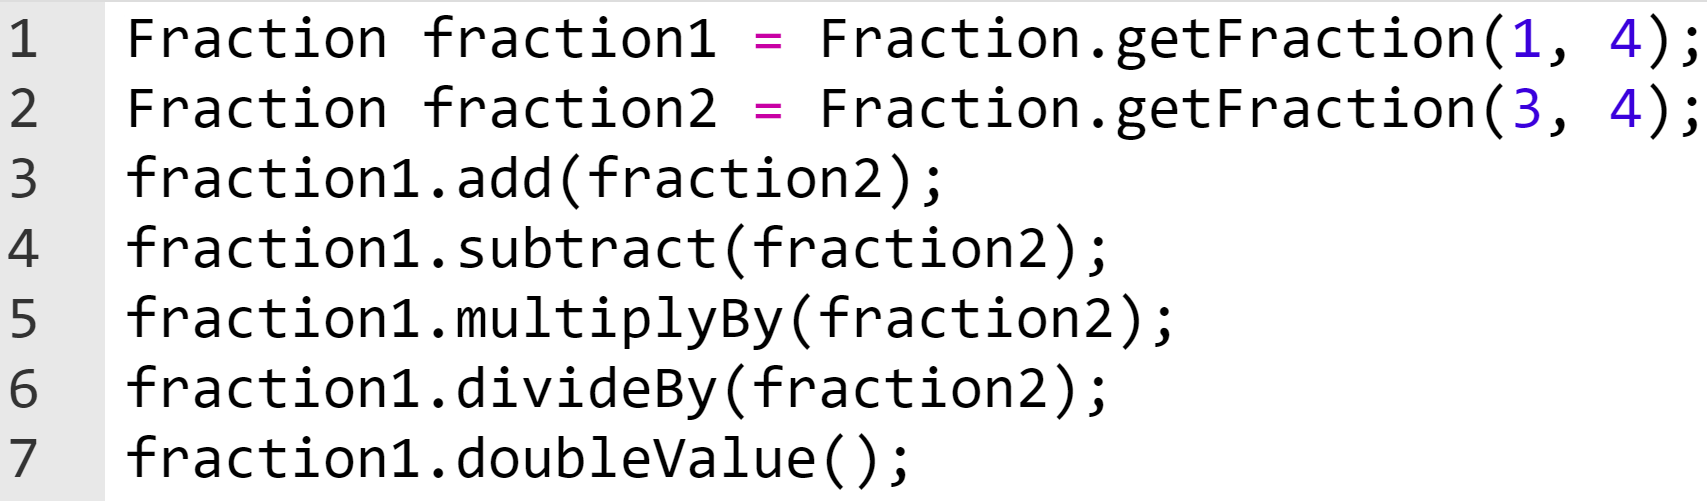 1 Fraction fraction1 = Fraction.getFraction(1, 4);
2 Fraction fraction2 = Fraction.getFraction(3, 4);
3 fraction1.add(fraction2);
4 fraction1.subtract(fraction2);
5 fraction1.multiplyBy(fraction2);
6 fraction1.divideBy(fraction2);
7 fraction1.doubleValue();